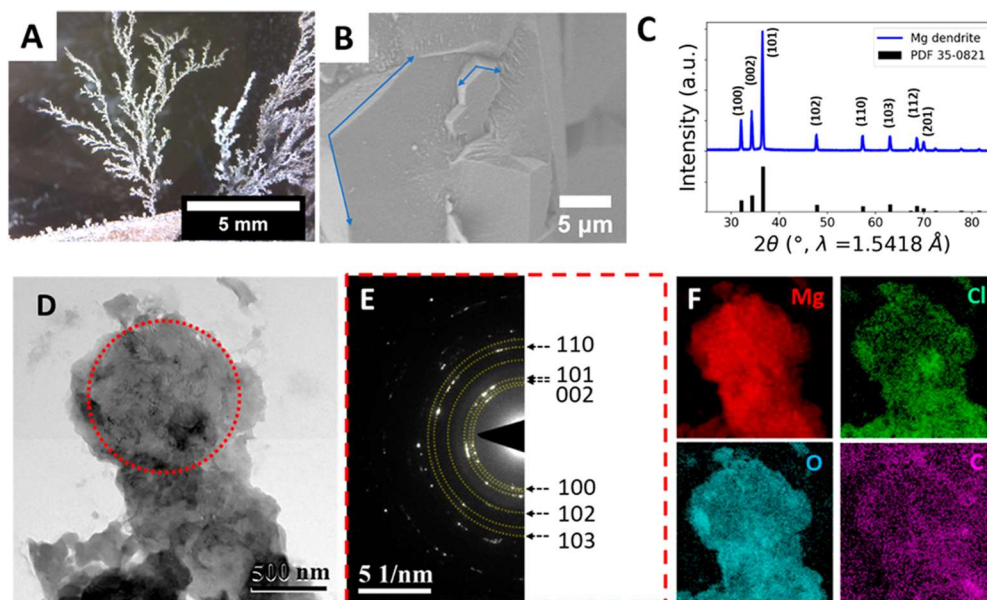 A
5 mm
B
5 µm
C
Intensity (a.u.)
(100)
(002)
(101)
(102)
(110)
(103)
(112)
(201)
Mg dendrite
PDF 35-0821
30 40 50 60 70 80
2θ (°, λ =1.5418 Å)
D
500 nm
E
5 1/nm
110
101
002
100
102
103
F
Mg
Cl
O
C